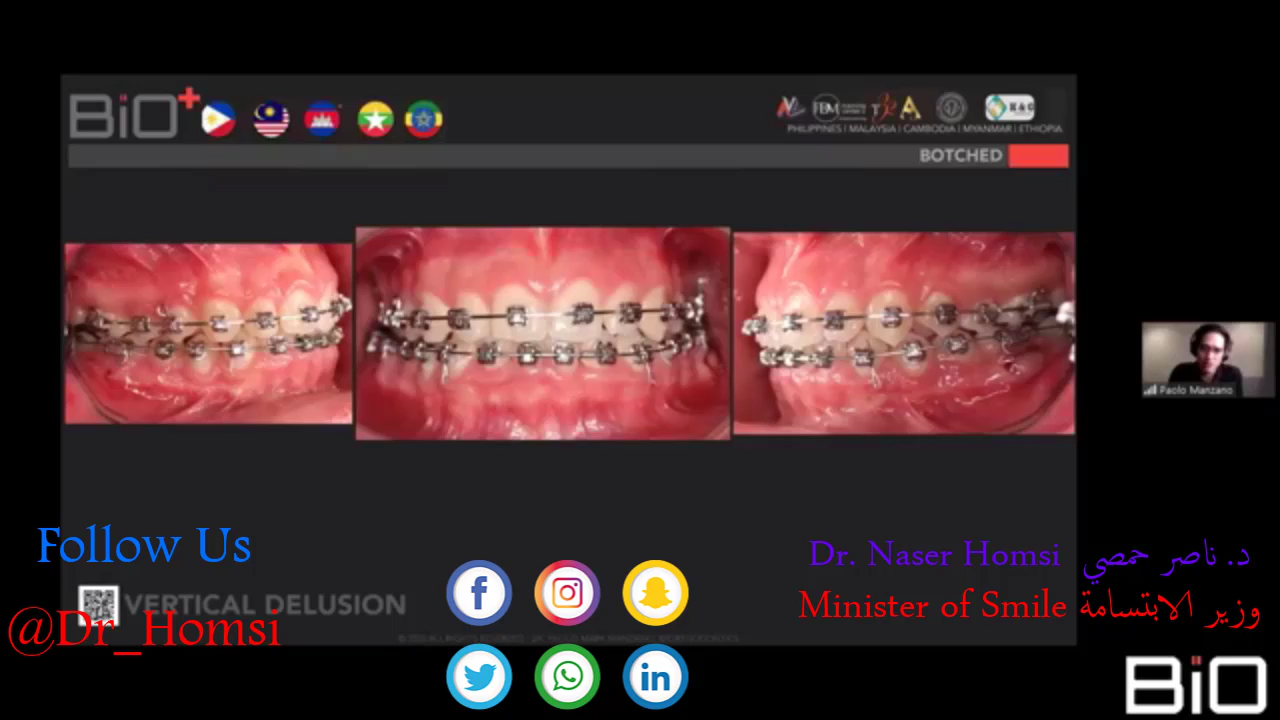 BiO+
PHILIPPINES | MALAYSIA | CAMBODIA | MYANMAR | ETHIOPIA
BOTCHED
Paolo Manzano
Follow Us
VERTICAL DELUSION
@Dr_Homsi
Dr. Naser Homsi د. ناصر حمصي
Minister of Smile وزير الابتسامة
BiO